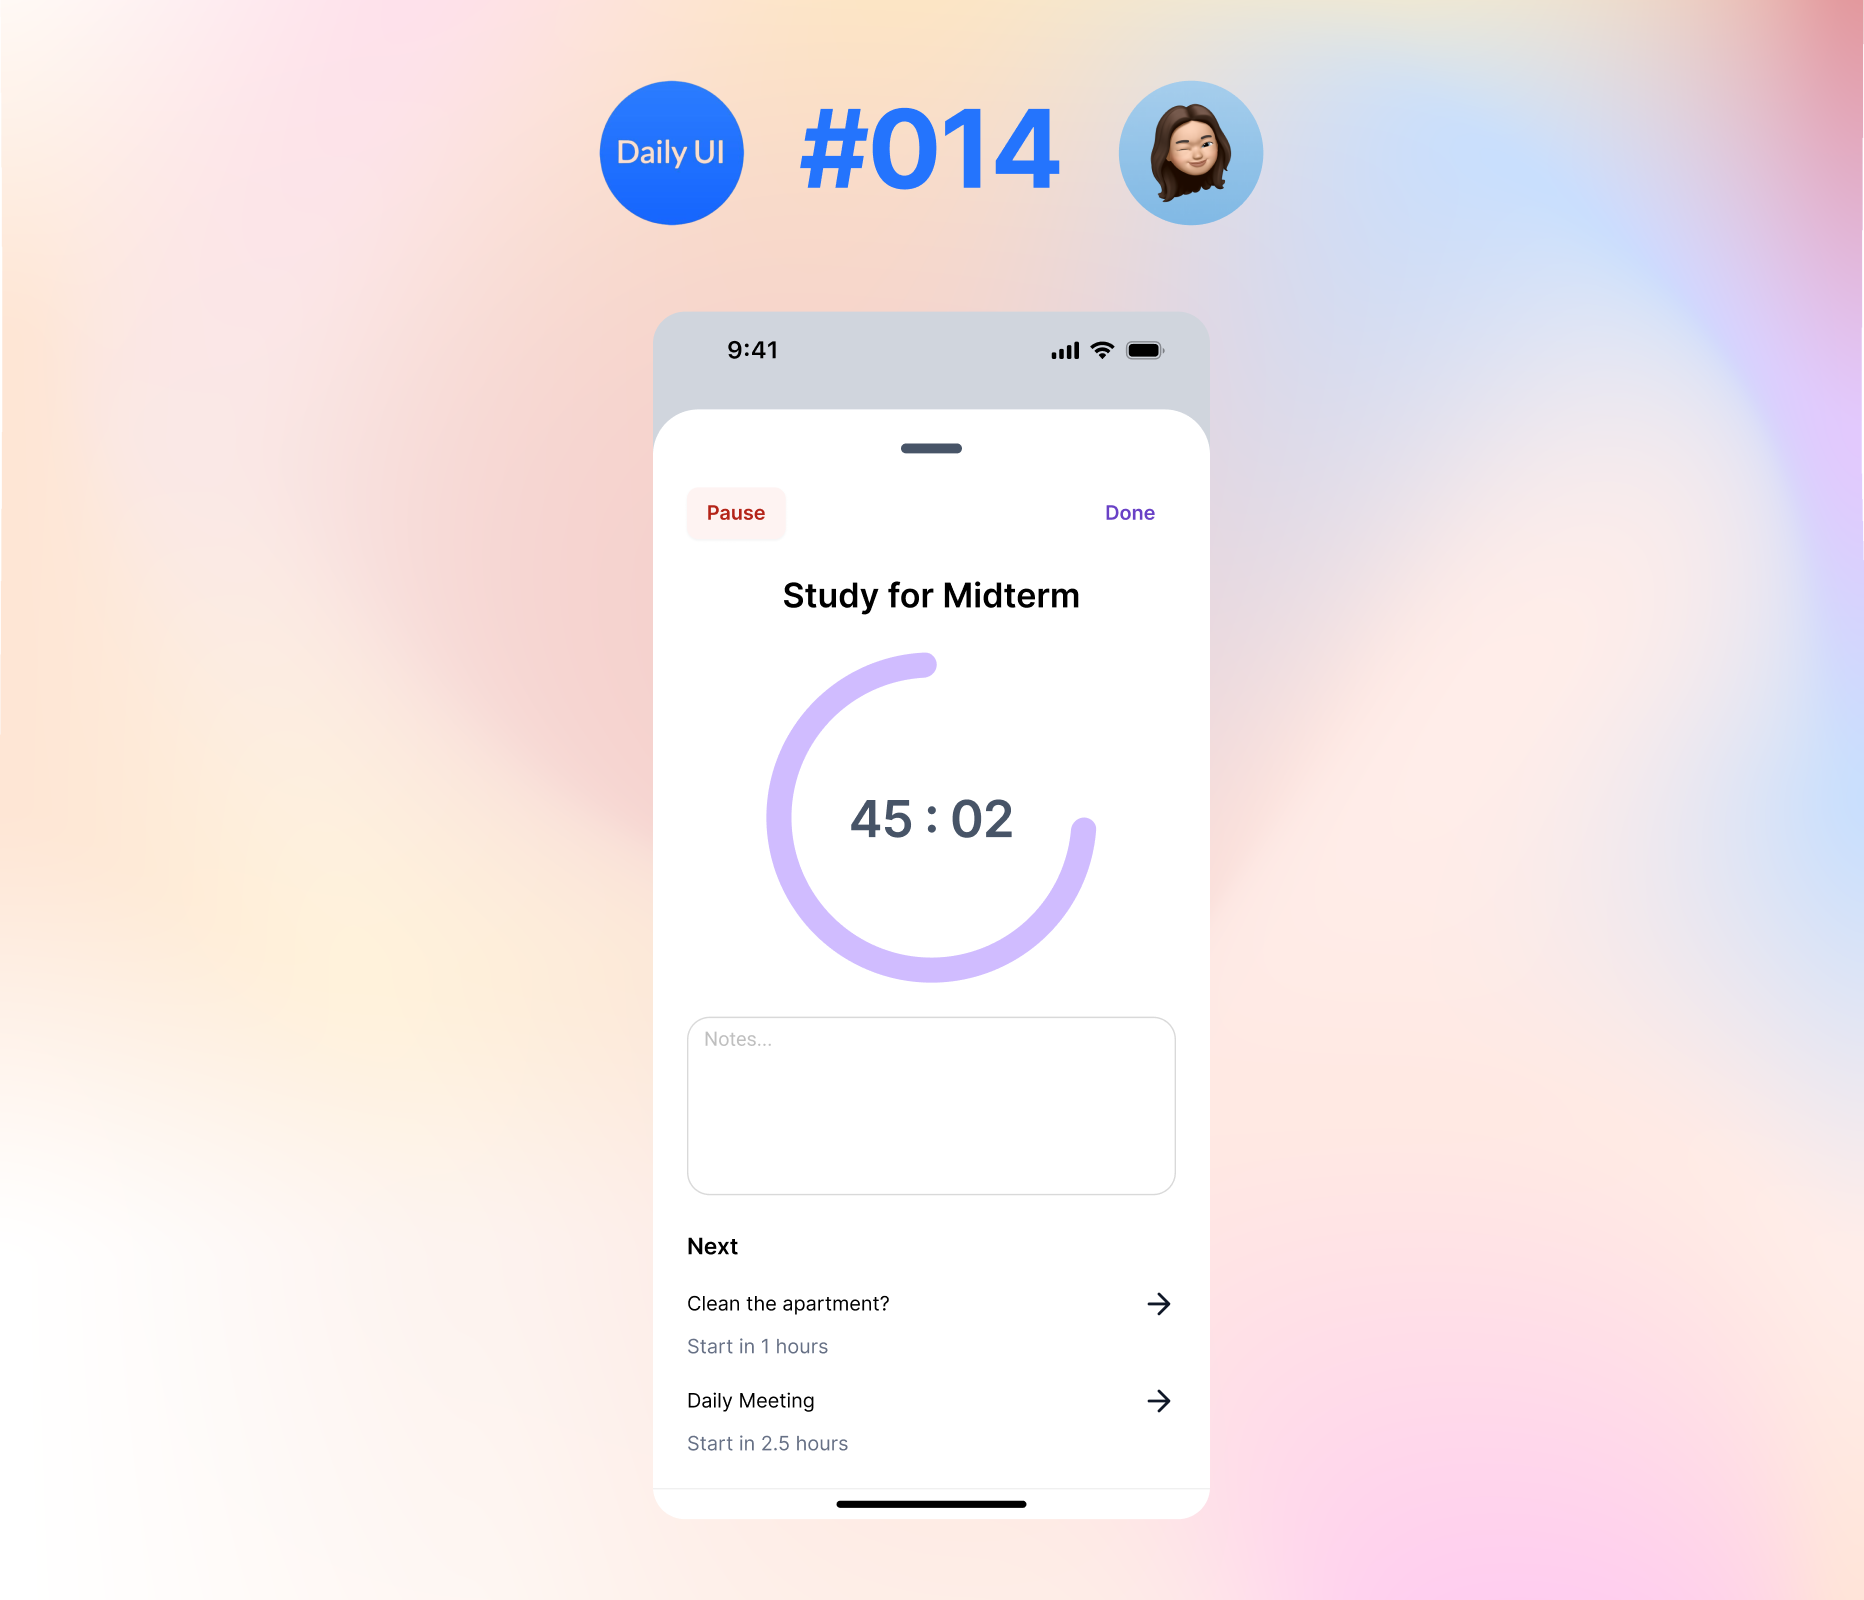 Daily UI
#014
9:41
Pause
Done
Study for Midterm
45 : 02
Notes...
Next
Clean the apartment?
Start in 1 hours
Daily Meeting
Start in 2.5 hours